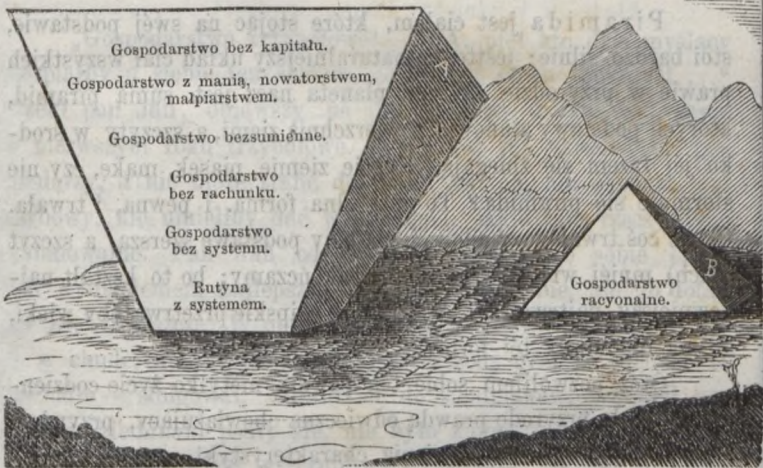 Gospodarstwo bez kapitału.
Gospodarstwo z manią, nowatorstwem,
małpiarstwem.
Gospodarstwo bezsumienne.
Gospodarstwo
bez rachunku.
Gospodarstwo
bez systemu.
Rutyna
z systemem.
A
Gospodarstwo
racyonalne.
B